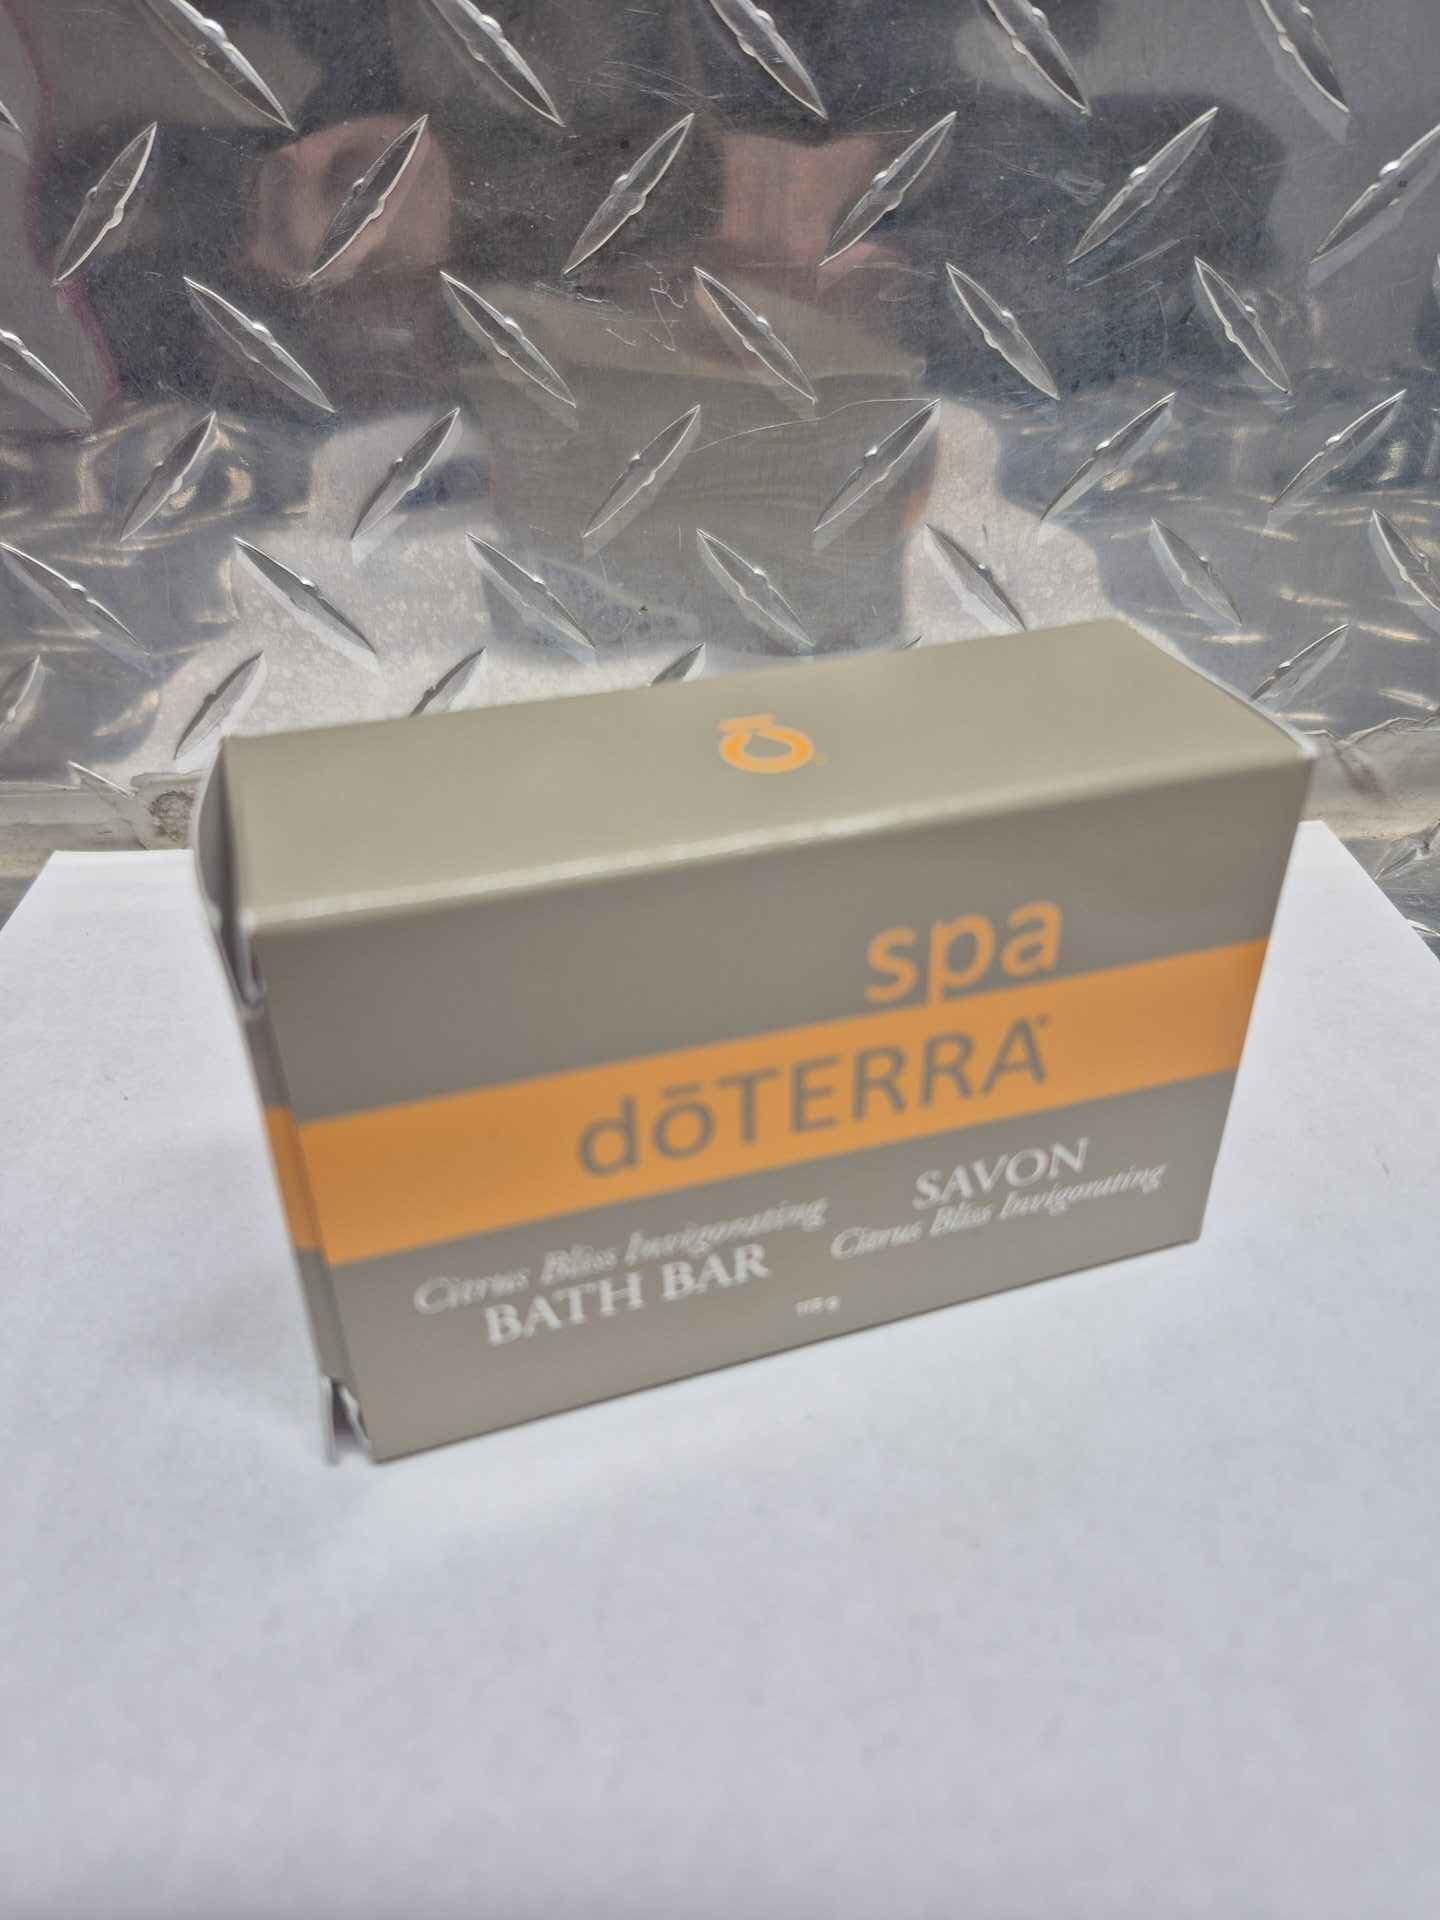 spa
dōTERRA®
Citrus Bliss Invigorating
BATH BAR
SAVON
Citrus Bliss Invigorating